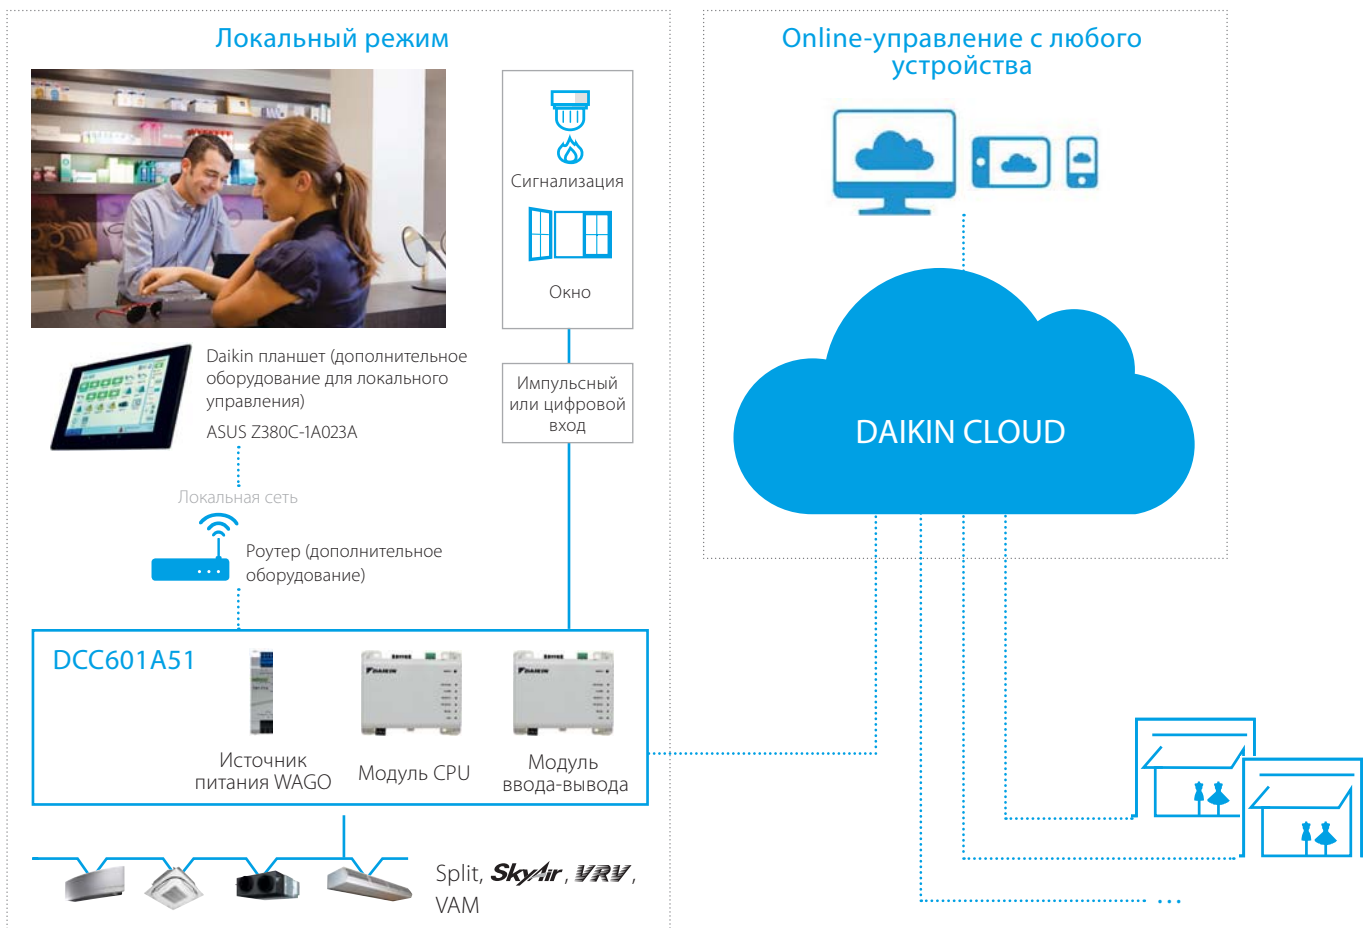 Локальный режим
Сигнализация
Окно
Daikin планшет (дополнительное
оборудование для локального
управления)
ASUS Z380C-1A023A
Импульсный
или цифровой
вход
Локальная сеть
Роутер (дополнительное
оборудование)
DCC601A51
DAIKIN
DAIKIN
Источник
питания WAGO
Модуль CPU
Модуль
ввода-вывода
Split, SkyAir, VRV,
VAM
Online-управление с любого
устройства
DAIKIN CLOUD
...